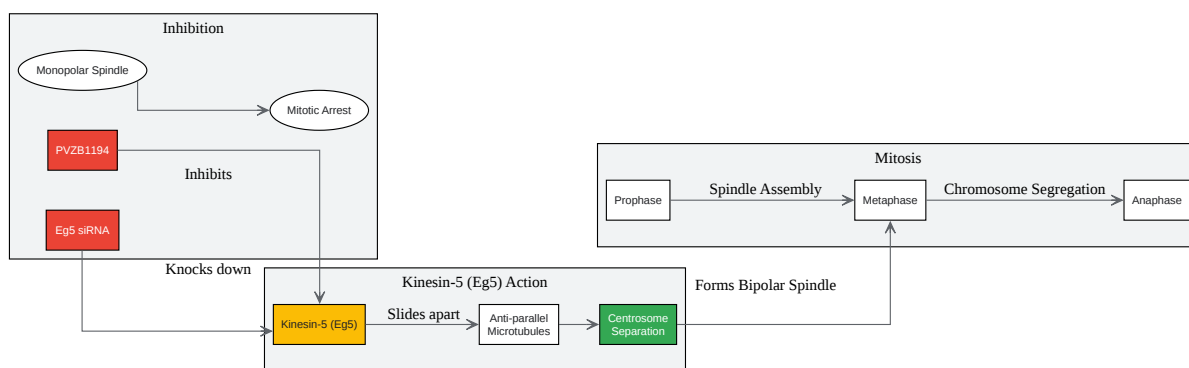 Inhibition
Monopolar Spindle
Mitotic Arrest
PVZB1194
Inhibits
Eg5 siRNA
Knocks down
Kinesin-5 (Eg5) Action
Kinesin-5 (Eg5)
Slides apart
Anti-parallel
Microtubules
Centrosome
Separation
Forms Bipolar Spindle
Mitosis
Prophase
Spindle Assembly
Metaphase
Chromosome Segregation
Anaphase